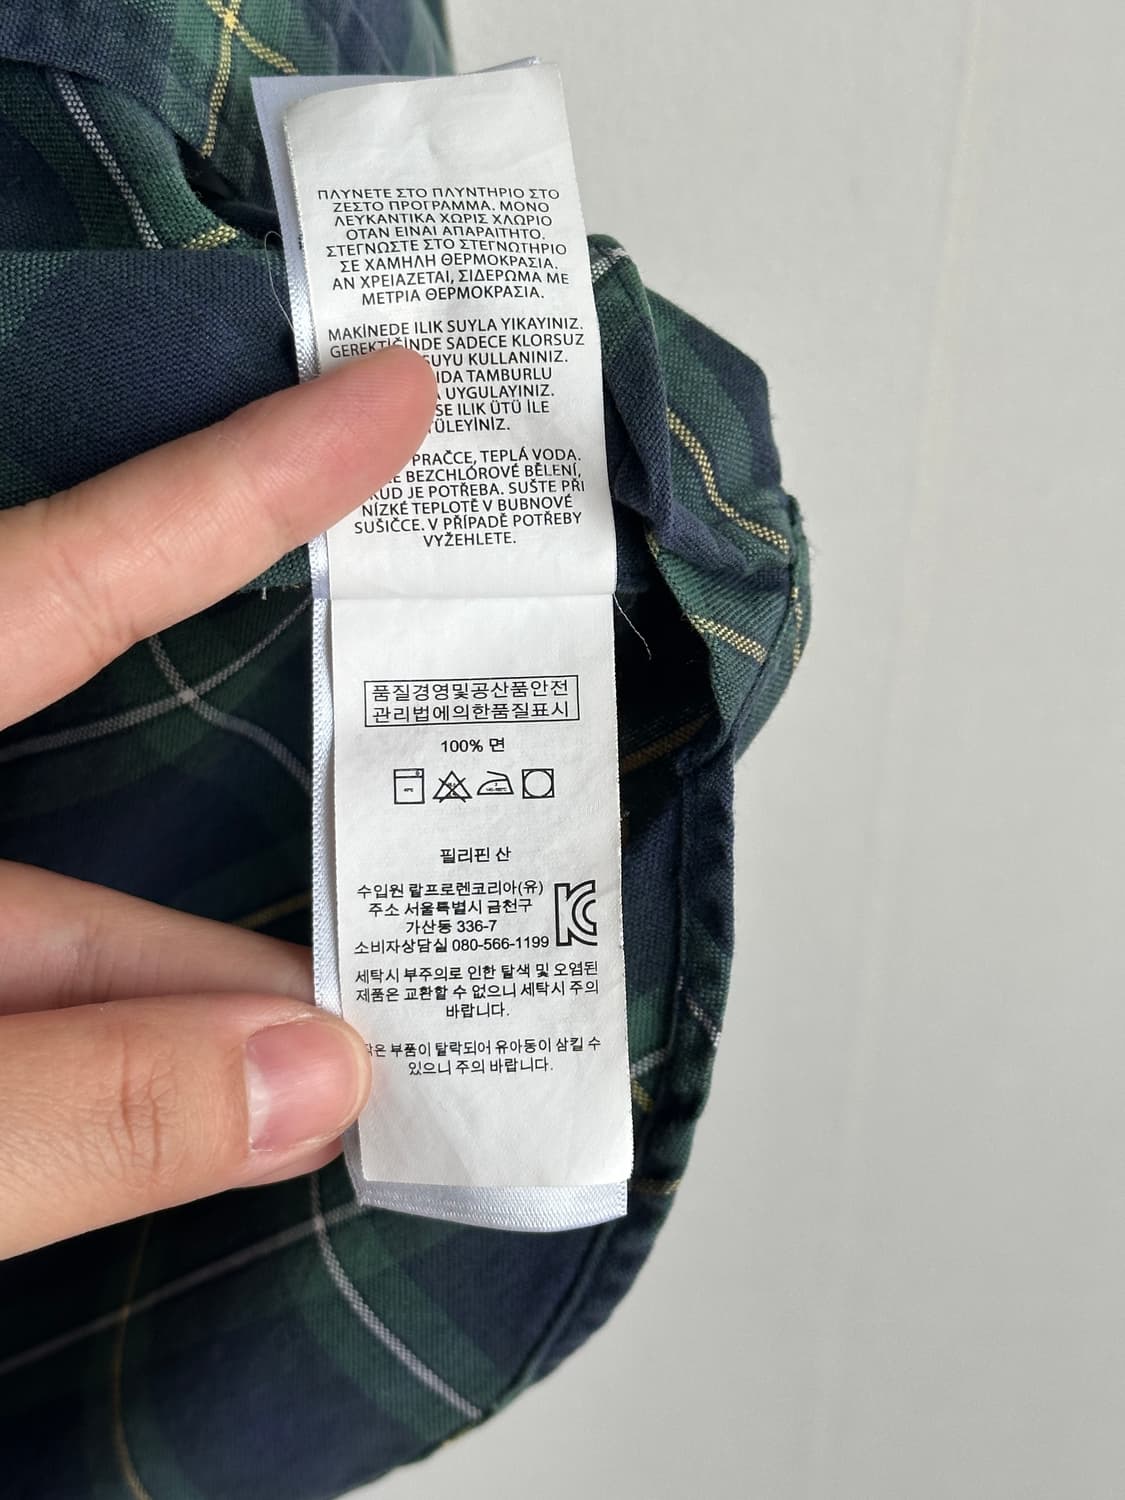 ΠΛΥΝΕΤΕ ΣΤΟ ΠΛΥΝΤΗΡΙΟ ΣΤΟ
ΖΕΣΤΟ ΠΡΟΓΡΑΜΜΑ. ΜΟΝΟ
ΛΕΥΚΑΝΤΙΚΑ ΧΩΡΙΣ ΧΛΩΡΙΟ
ΟΤΑΝ ΕΙΝΑΙ ΑΠΑΡΑΙΤΗΤΟ.
ΣΤΕΓΝΩΣΤΕ ΣΤΟ ΣΤΕΓΝΩΤΗΡΙΟ
ΣΕ ΧΑΜΗΛΗ ΘΕΡΜΟΚΡΑΣΙΑ.
ΑΝ ΧΡΕΙΑΖΕΤΑΙ, ΣΙΔΕΡΩΜΑ ΜΕ
ΜΕΤΡΙΑ ΘΕΡΜΟΚΡΑΣΙΑ.
MAKİNEDE ILIK SUYLA YIKAYINIZ.
GEREKTİĞİNDE SADECE KLORSUZ
SUYU KULLANINIZ.
TAMBURLU
UYGULAYINIZ.
ILIK ÜTÜ İLE
PRAČCE, TEPLÁ VODA.
BEZCHLÓROVÉ BĚLENÍ,
JE POTŘEBA. SUŠTE PŘI
NÍZKÉ TEPLOTĚ V BUBNOVÉ
SUŠIČCE. V PŘÍPADĚ POTŘEBY
VYŽEHLETE.
품질경영및공산품안전
관리법에의한품질표시
100% 면
필리핀 산
수입원 랄프로렌코리아(유)
주소 서울특별시 금천구
가산동 336-7
소비자상담실 080-566-1199
세탁시 부주의로 인한 탈색 및 오염된
제품은 교환할 수 없으니 세탁시 주의
바랍니다.
부품이 탈락되어 유아동이 삼킬 수
있으니 주의 바랍니다.